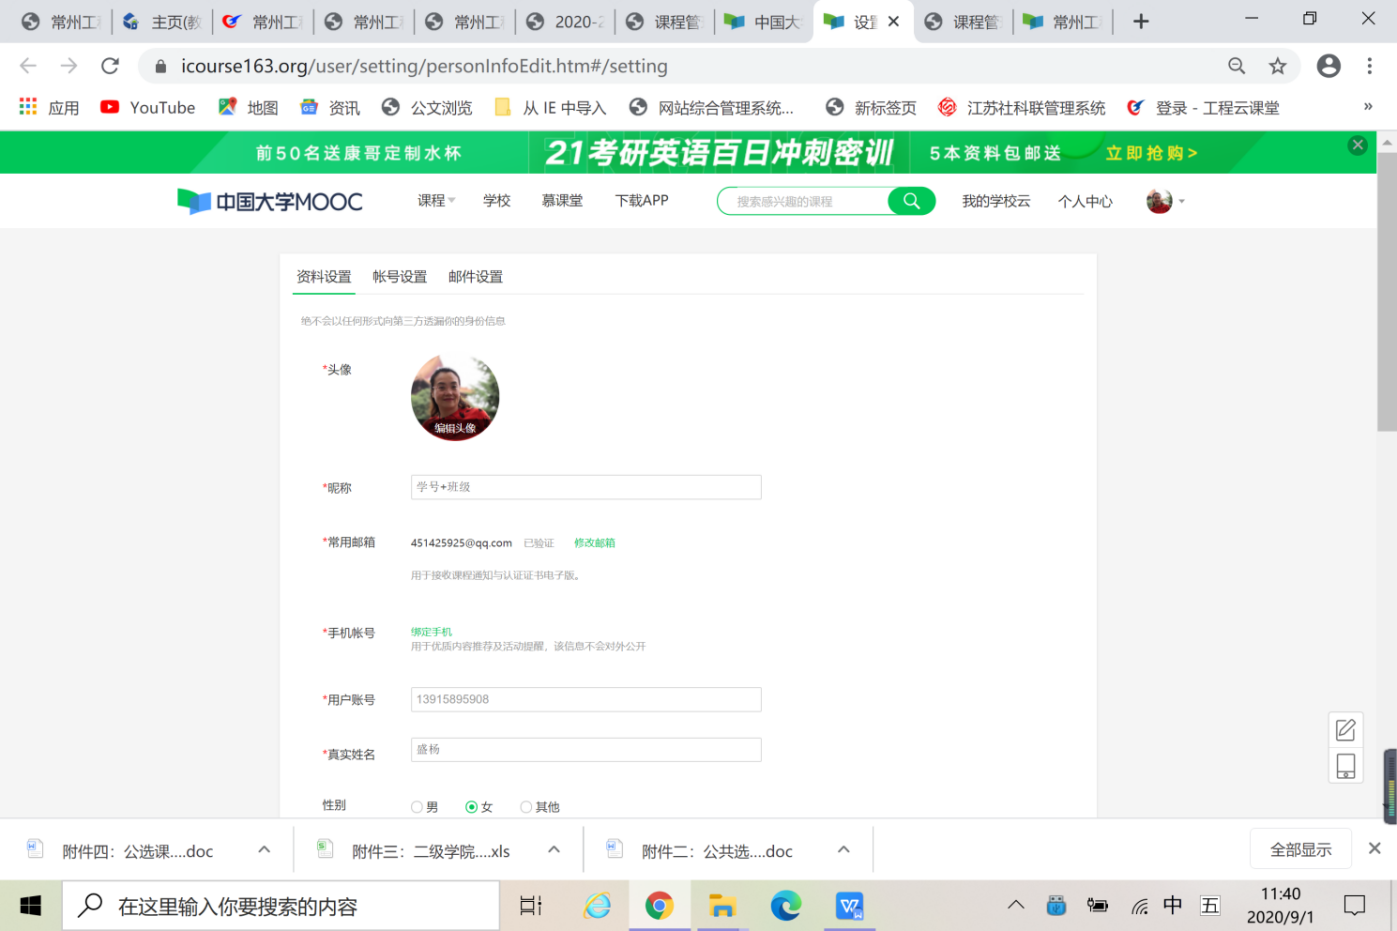 常州工
主页(教
常州工
常州工
常州工
2020-2
课程管
中国大
设置
课程管
常州工
icourse163.org/user/setting/personInfoEdit.htm#/setting
应用
YouTube
地图
资讯
公文浏览
从 IE 中导入
网站综合管理系统...
新标签页
江苏社科联管理系统
登录 - 工程云课堂
»
前50名送康哥定制水杯
21考研英语百日冲刺密训
5本资料包邮送
立即抢购>
中国大学MOOC
课程
学校
慕课堂
下载APP
搜索感兴趣的课程
我的学校云
个人中心
资料设置
帐号设置
邮件设置
绝不会以任何形式向第三方透漏你的身份信息
*头像
编辑头像
*昵称
学号+班级
*常用邮箱
451425925@qq.com 已验证 修改邮箱
用于接收课程通知与认证证书电子版。
*手机帐号
绑定手机
用于优质内容推荐及活动提醒，该信息不会对外公开
*用户账号
13915895908
*真实姓名
盛杨
性别
男
女
其他
附件四：公选课....doc
附件三：二级学院....xls
附件二：公共选....doc
全部显示
在这里输入你要搜索的内容
中
五
11:40
2020/9/1